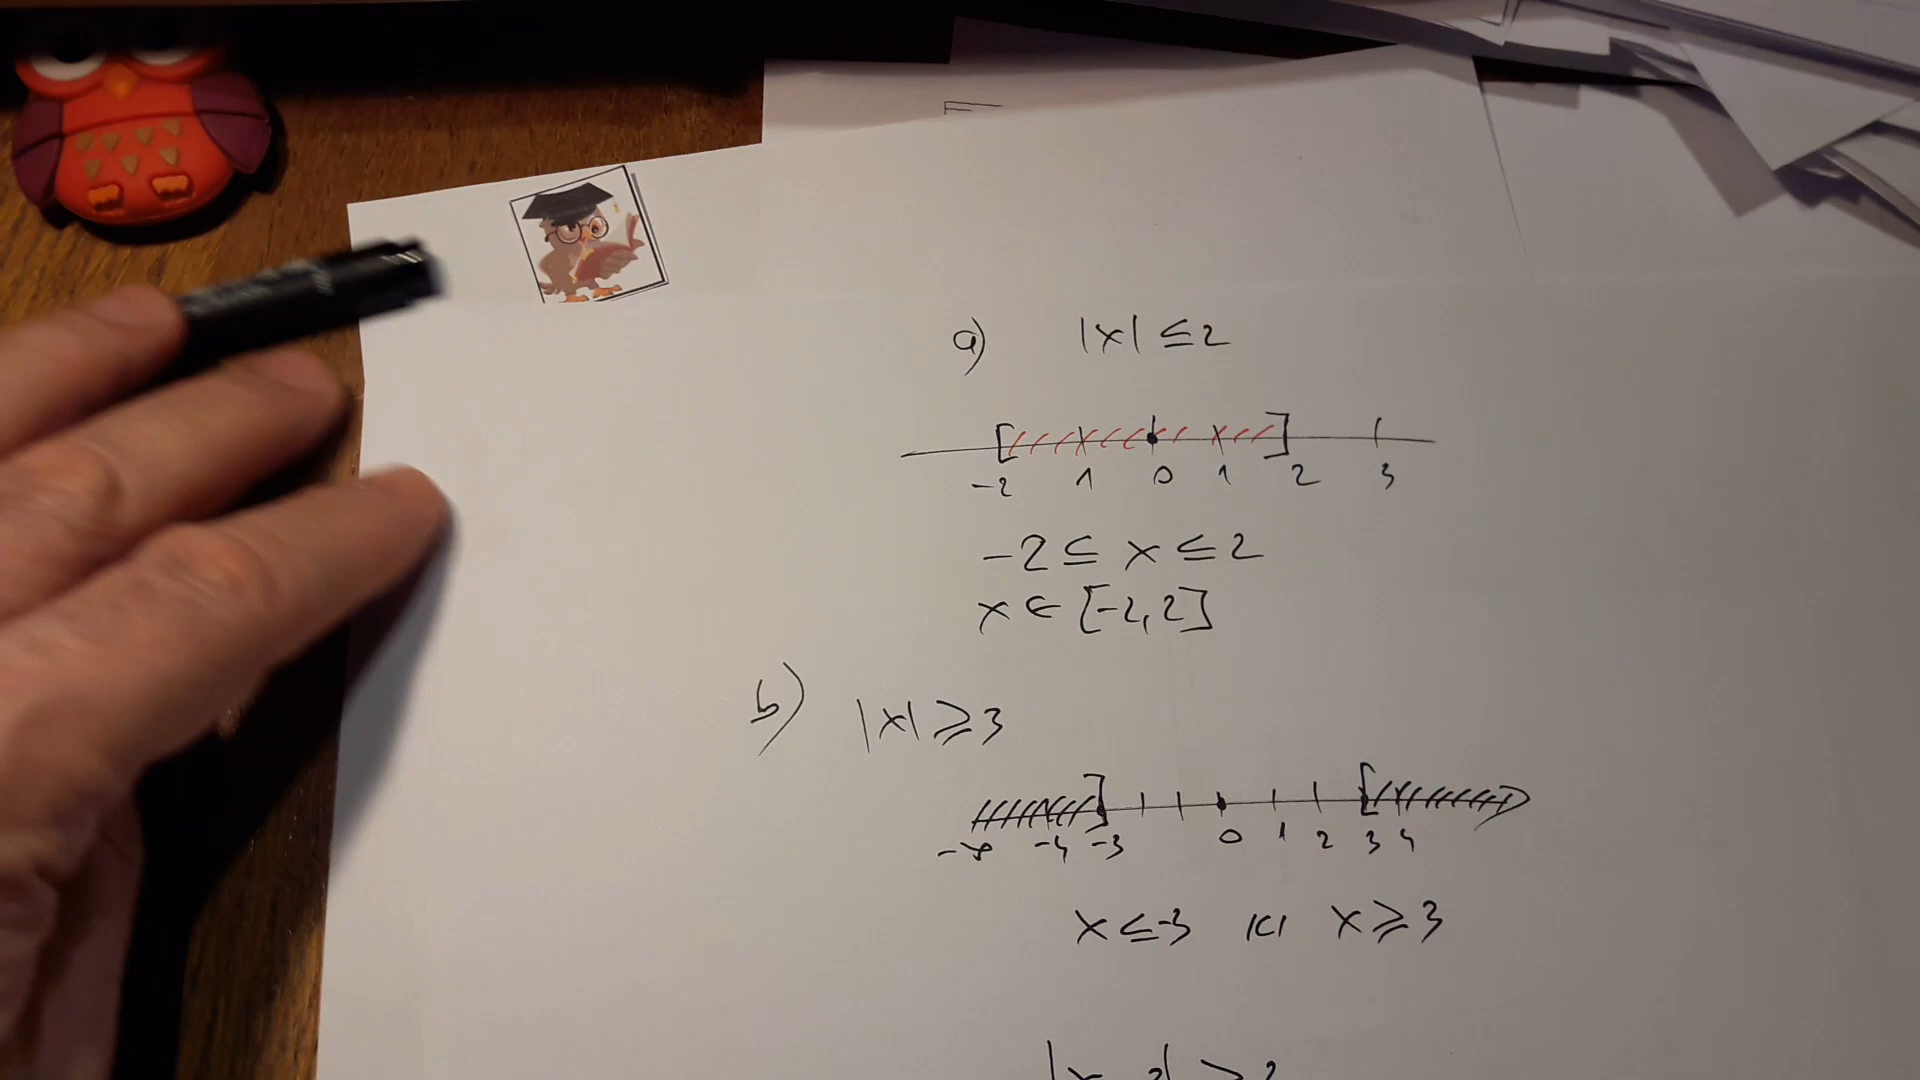 a) |x| ≤ 2
-2 1 0 1 2 3
-2 ≤ x ≤ 2
x ∈ [-2, 2]
b) |x| ≥ 3
-4 -3 0 1 2 3 4
x ≤ -3 KI x ≥ 3